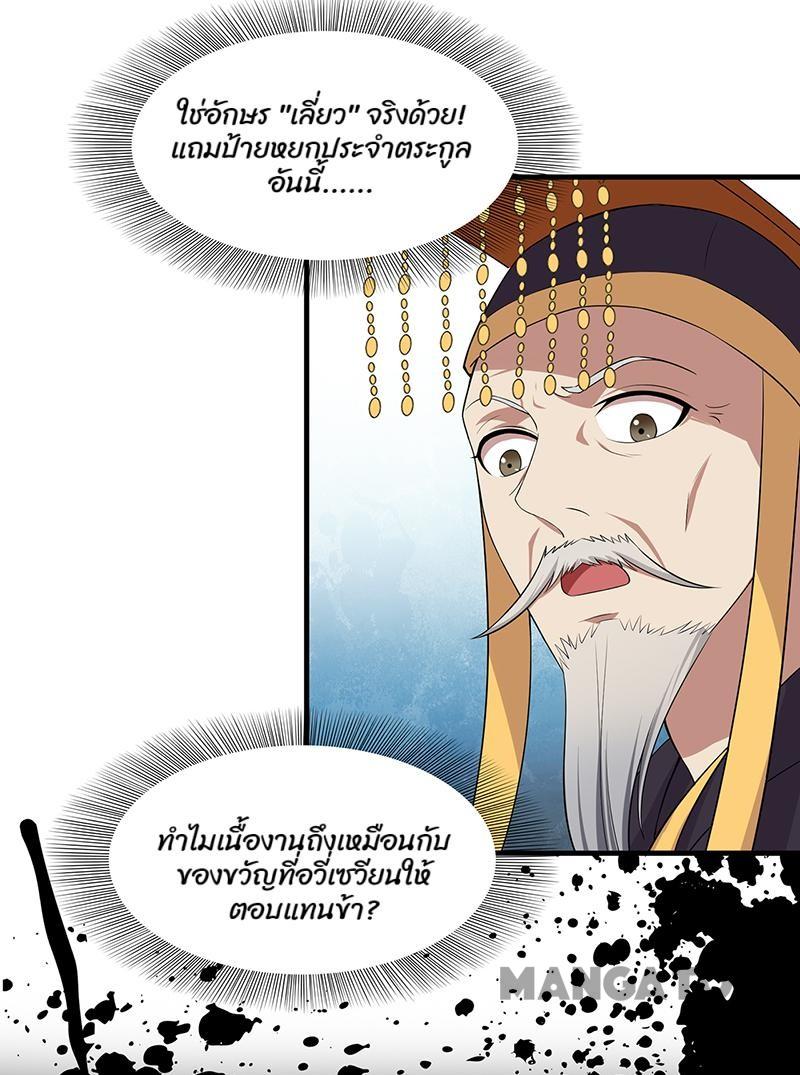 ใช่อักษร "เลี่ยว" จริงด้วย!
แถมป้ายหยกประจำตระกูล
อันนี้......
ทำไมเนื้องานถึงเหมือนกับ
ของขวัญที่อวี่เซวียนให้
ตอบแทนข้า?
MANGA